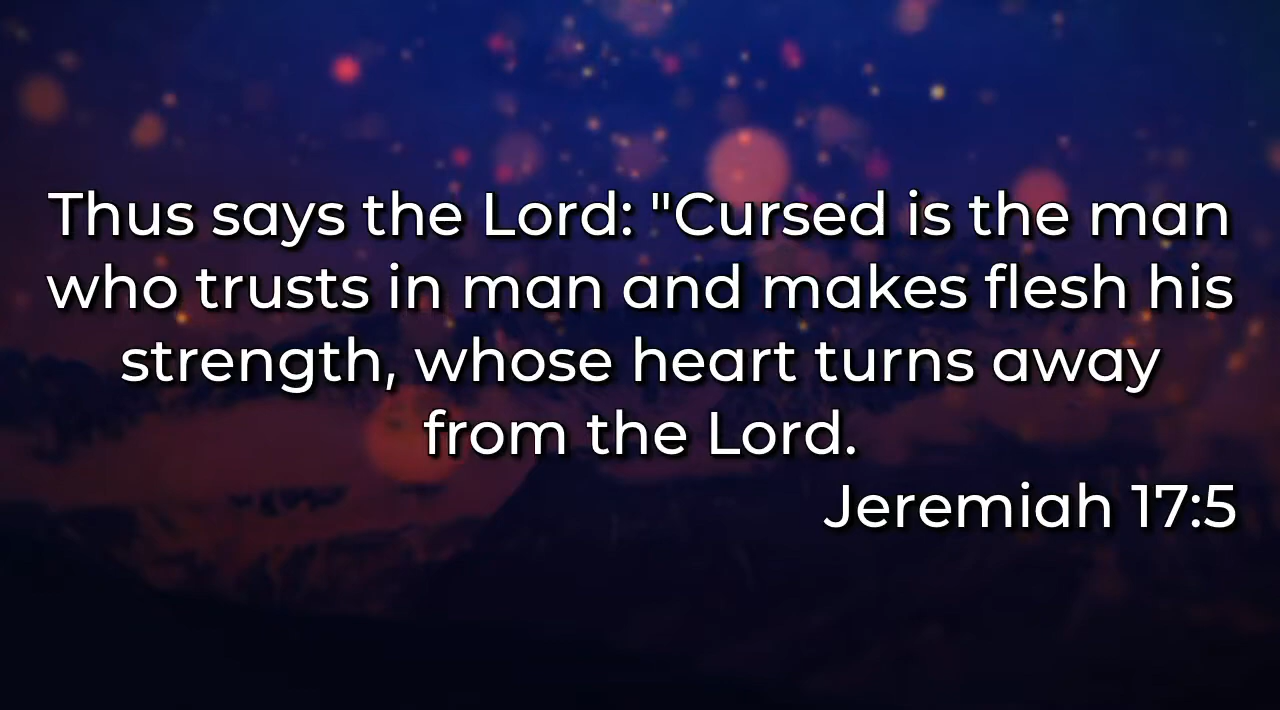 Thus says the Lord: "Cursed is the man
who trusts in man and makes flesh his
strength, whose heart turns away
from the Lord.
Jeremiah 17:5